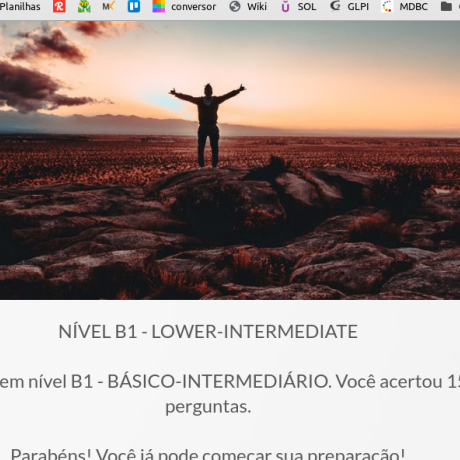 Planilhas conversor Wiki SOL GLPI MDBC
NÍVEL B1 - LOWER-INTERMEDIATE
em nível B1 - BÁSICO-INTERMEDIÁRIO. Você acertou 15
perguntas.
Parabéns! Você já pode começar sua preparação!